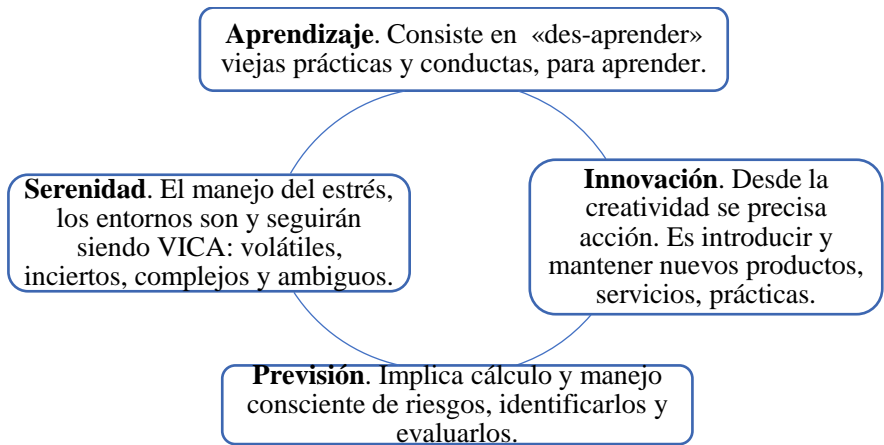 Aprendizaje. Consiste en «des-aprender»
viejas prácticas y conductas, para aprender.
Serenidad. El manejo del estrés,
los entornos son y seguirán
siendo VICA: volátiles,
inciertos, complejos y ambiguos.
Innovación. Desde la
creatividad se precisa
acción. Es introducir y
mantener nuevos productos,
servicios, prácticas.
Previsión. Implica cálculo y manejo
consciente de riesgos, identificarlos y
evaluarlos.